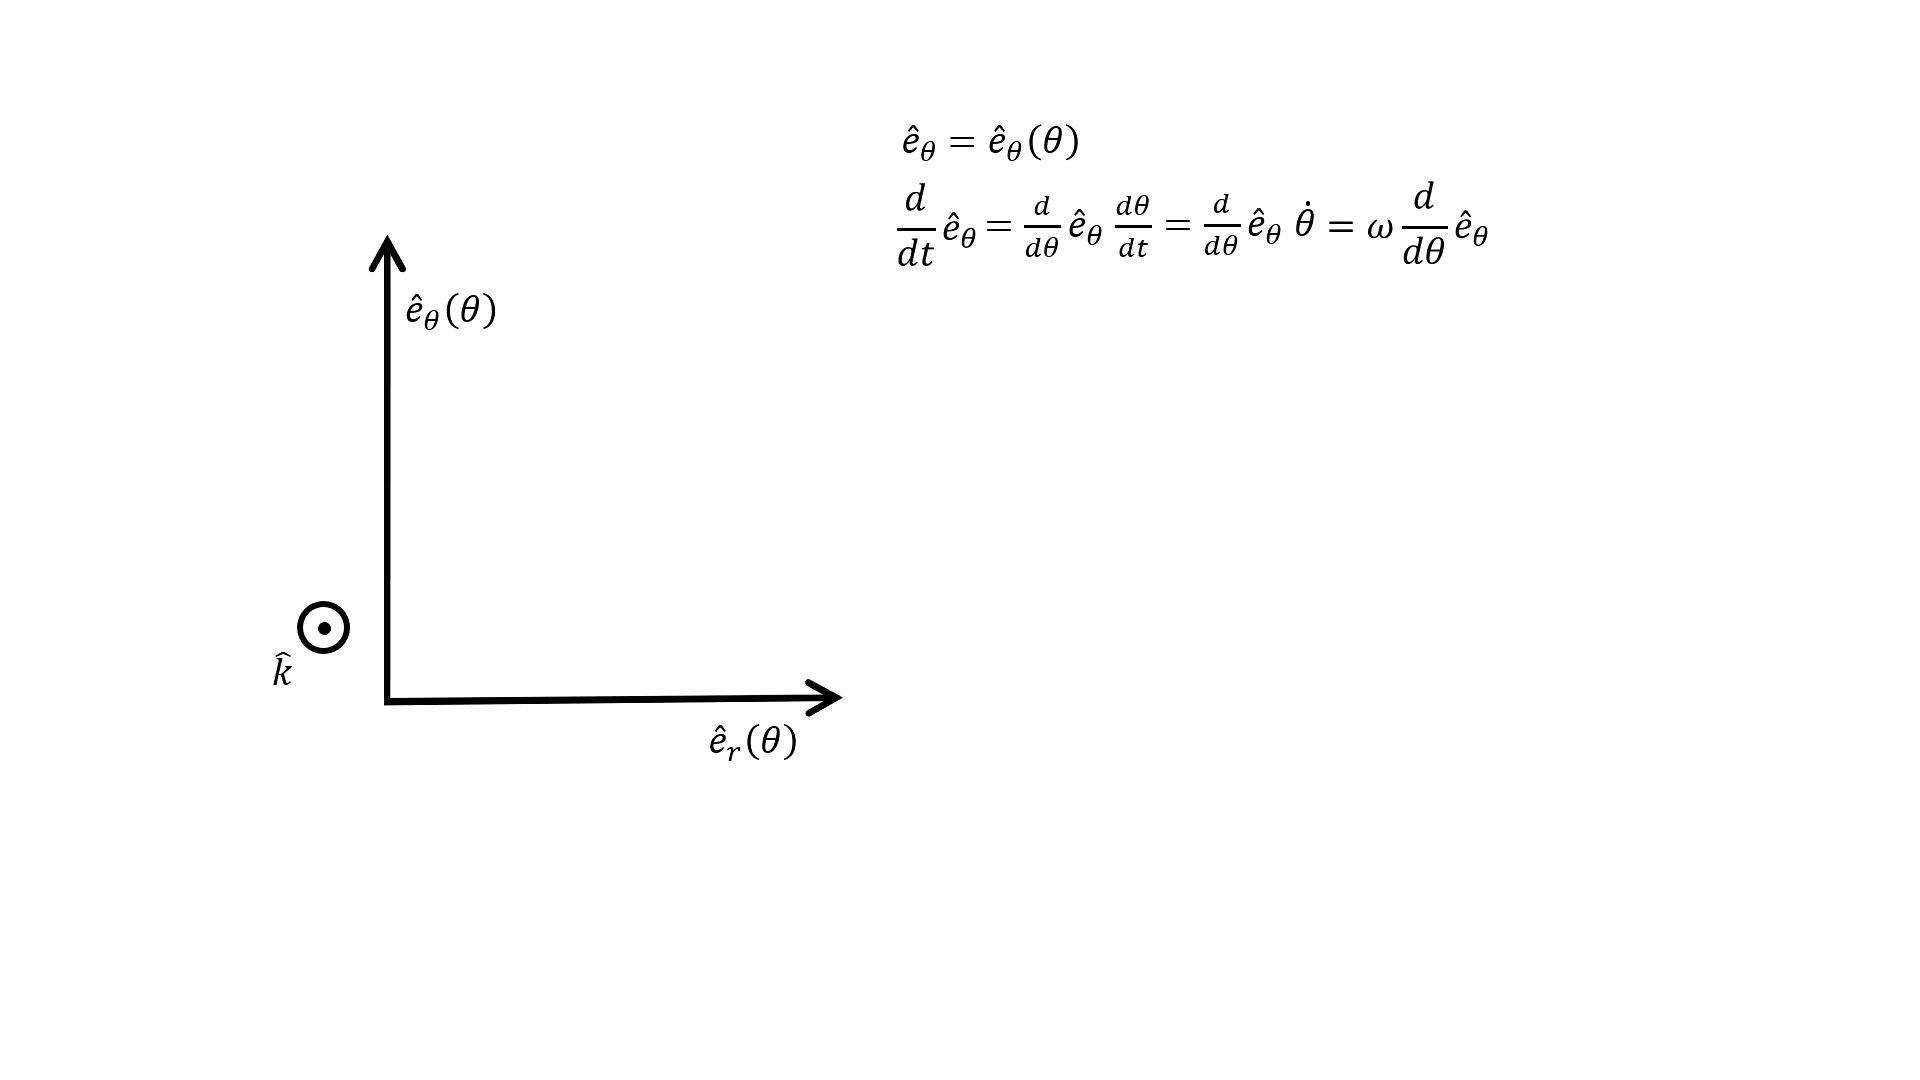 ê_θ = ê_θ(θ)
d/dt ê_θ = d/dθ ê_θ dθ/dt = d/dθ ê_θ θ̇ = ω d/dθ ê_θ
ê_θ(θ)
k̂
ê_r(θ)